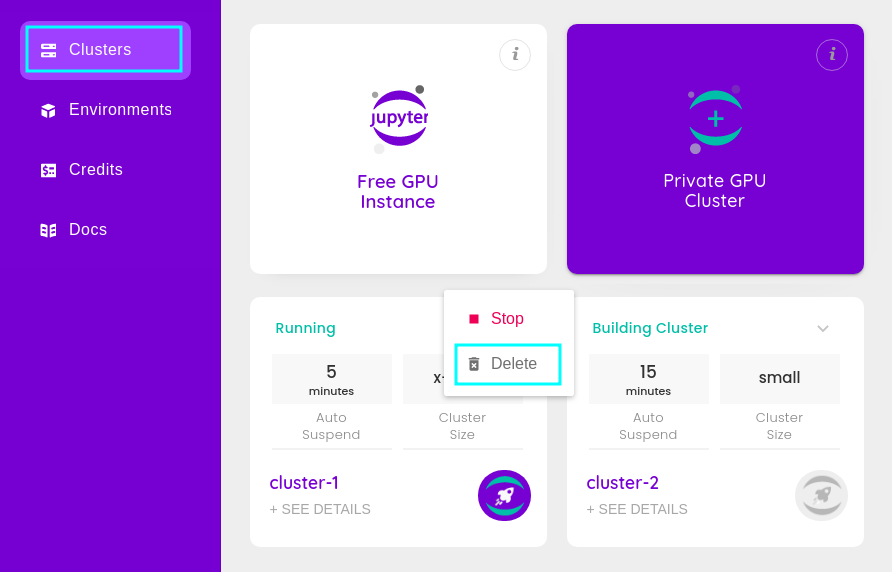 Clusters
Environments
Credits
Docs
i
jupyter
Free GPU
Instance
i
+
Private GPU
Cluster
Running
Stop
Delete
5
minutes
Auto
Suspend
Cluster
Size
cluster-1
+ SEE DETAILS
Building Cluster
15
minutes
small
Auto
Suspend
Cluster
Size
cluster-2
+ SEE DETAILS